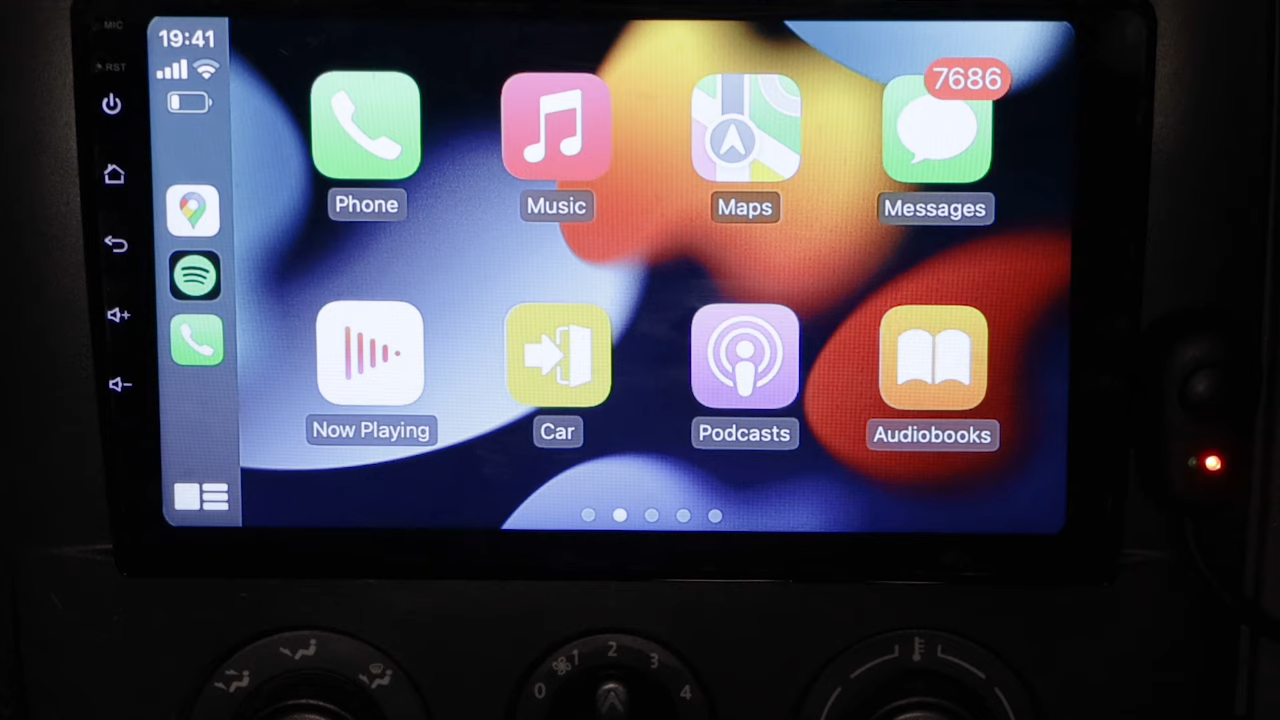 MIC
19:41
RST
7686
Phone
Music
Maps
Messages
Now Playing
Car
Podcasts
Audiobooks
0 1 2 3 4